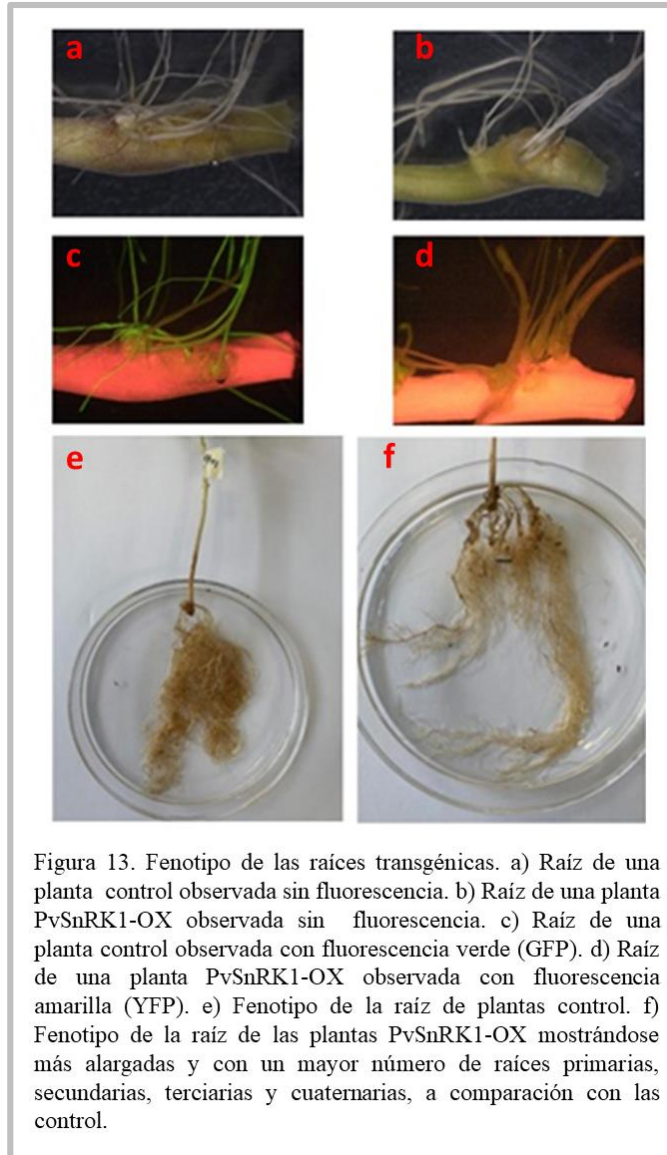 a
b
c
d
e
f
Figura 13. Fenotipo de las raíces transgénicas. a) Raíz de una
planta control observada sin fluorescencia. b) Raíz de una planta
PvSnRK1-OX observada sin fluorescencia. c) Raíz de una
planta control observada con fluorescencia verde (GFP). d) Raíz
de una planta PvSnRK1-OX observada con fluorescencia
amarilla (YFP). e) Fenotipo de la raíz de plantas control. f)
Fenotipo de la raíz de las plantas PvSnRK1-OX mostrándose
más alargadas y con un mayor número de raíces primarias,
secundarias, terciarias y cuaternarias, a comparación con las
control.